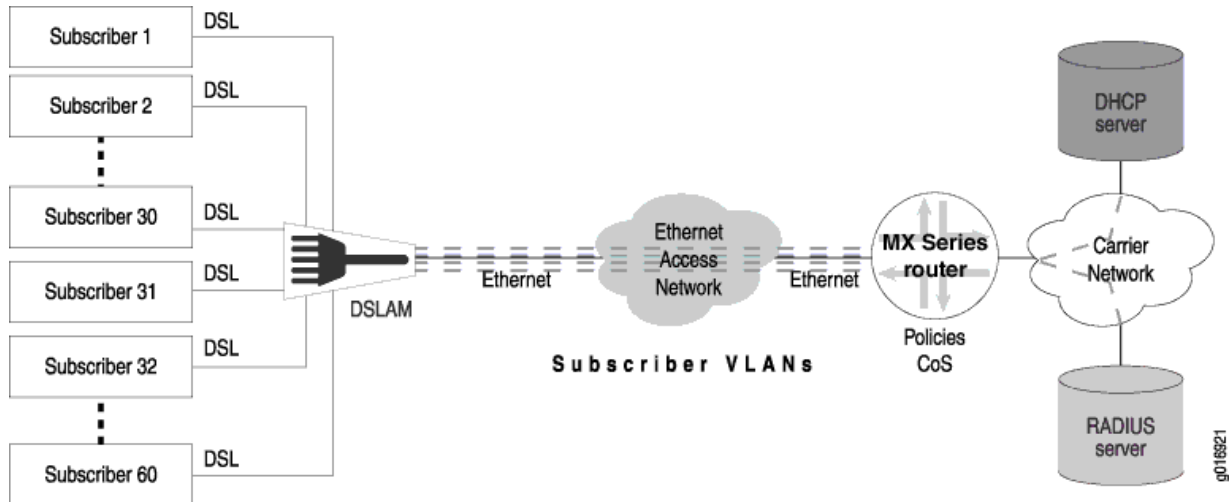 Subscriber 1
DSL
Subscriber 2
DSL
Subscriber 30
DSL
Subscriber 31
DSL
Subscriber 32
DSL
Subscriber 60
DSL
DSLAM
Ethernet
Ethernet
Access
Network
Ethernet
Subscriber VLANs
MX Series
router
Policies
CoS
DHCP
server
Carrier
Network
RADIUS
server
g016921